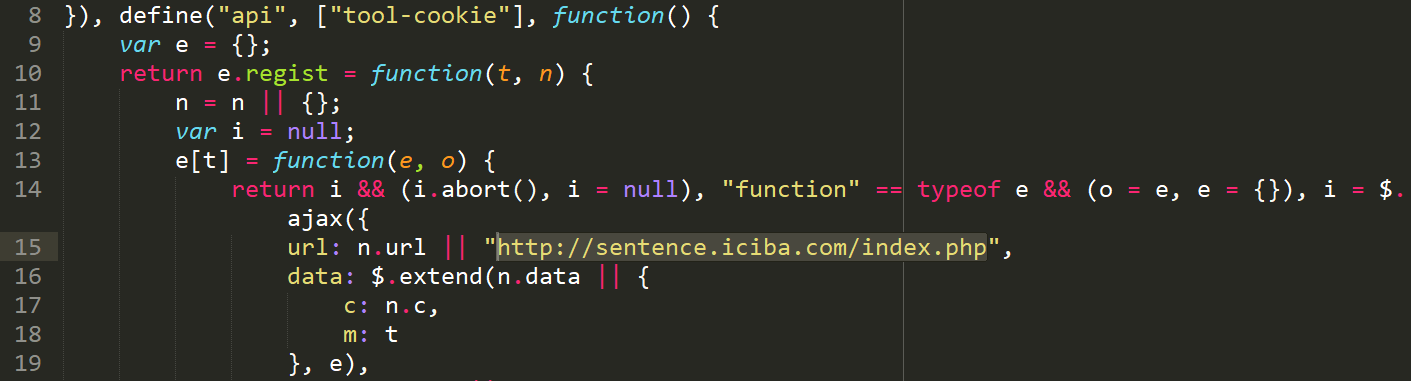 8 }), define("api", ["tool-cookie"], function() {
9 var e = {};
10 return e.regist = function(t, n) {
11 n = n || {};
12 var i = null;
13 e[t] = function(e, o) {
14 return i && (i.abort(), i = null), "function" == typeof e && (o = e, e = {}), i = $.
ajax({
15 url: n.url || "http://sentence.iciba.com/index.php",
16 data: $.extend(n.data || {
17 c: n.c,
18 m: t
19 }, e),